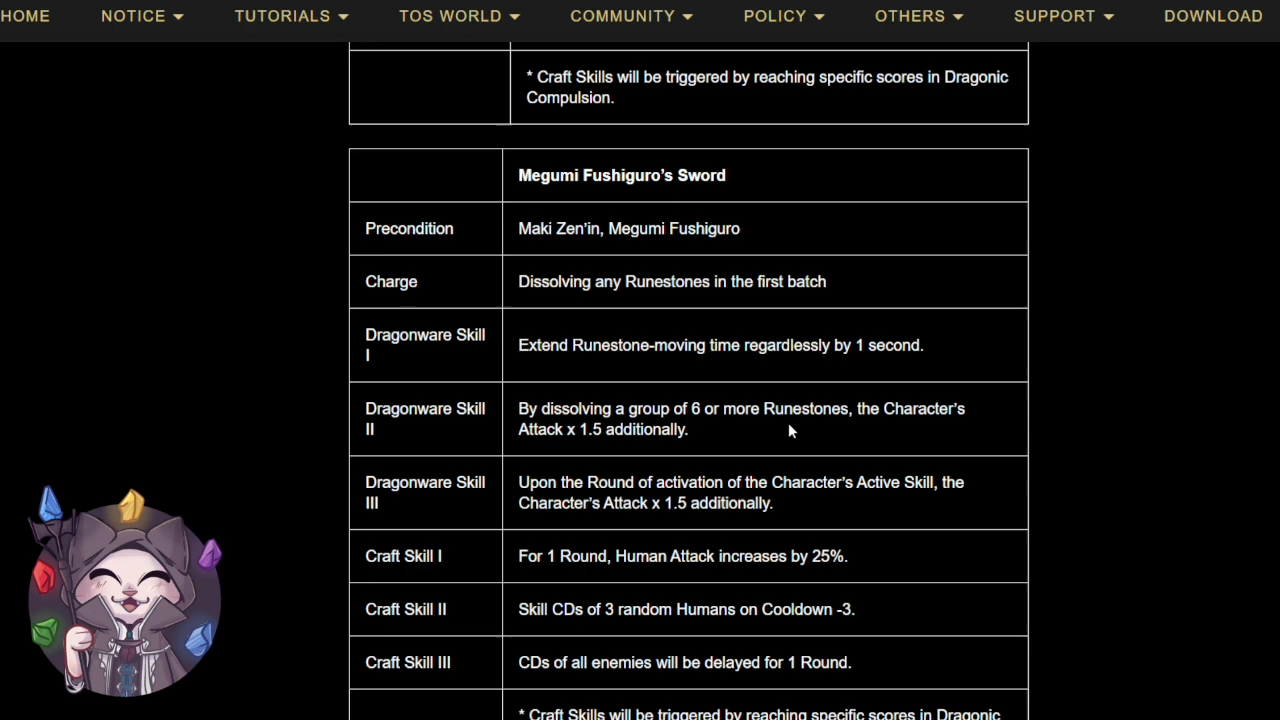 HOME NOTICE TUTORIALS TOS WORLD COMMUNITY POLICY OTHERS SUPPORT DOWNLOAD
* Craft Skills will be triggered by reaching specific scores in Dragonic
Compulsion.
Megumi Fushiguro’s Sword
Precondition Maki Zen’in, Megumi Fushiguro
Charge Dissolving any Runestones in the first batch
Dragonware Skill
I
Extend Runestone-moving time regardlessly by 1 second.
Dragonware Skill
II
By dissolving a group of 6 or more Runestones, the Character’s
Attack x 1.5 additionally.
Dragonware Skill
III
Upon the Round of activation of the Character’s Active Skill, the
Character’s Attack x 1.5 additionally.
Craft Skill I For 1 Round, Human Attack increases by 25%.
Craft Skill II Skill CDs of 3 random Humans on Cooldown -3.
Craft Skill III CDs of all enemies will be delayed for 1 Round.
* Craft Skills will be triggered by reaching specific scores in Dragonic